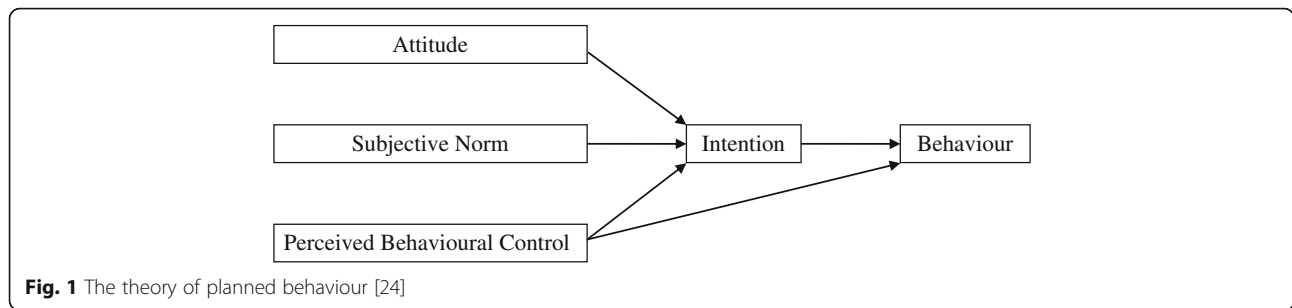 Attitude
Subjective Norm
Intention
Behaviour
Perceived Behavioural Control
Fig. 1 The theory of planned behaviour [24]